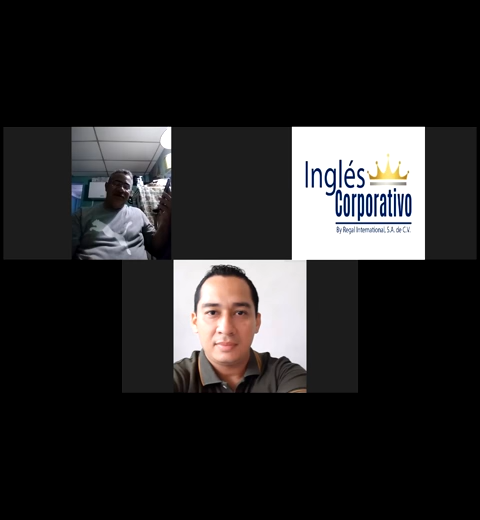 Inglés
Corporativo
By Regal International, S.A. de C.V.